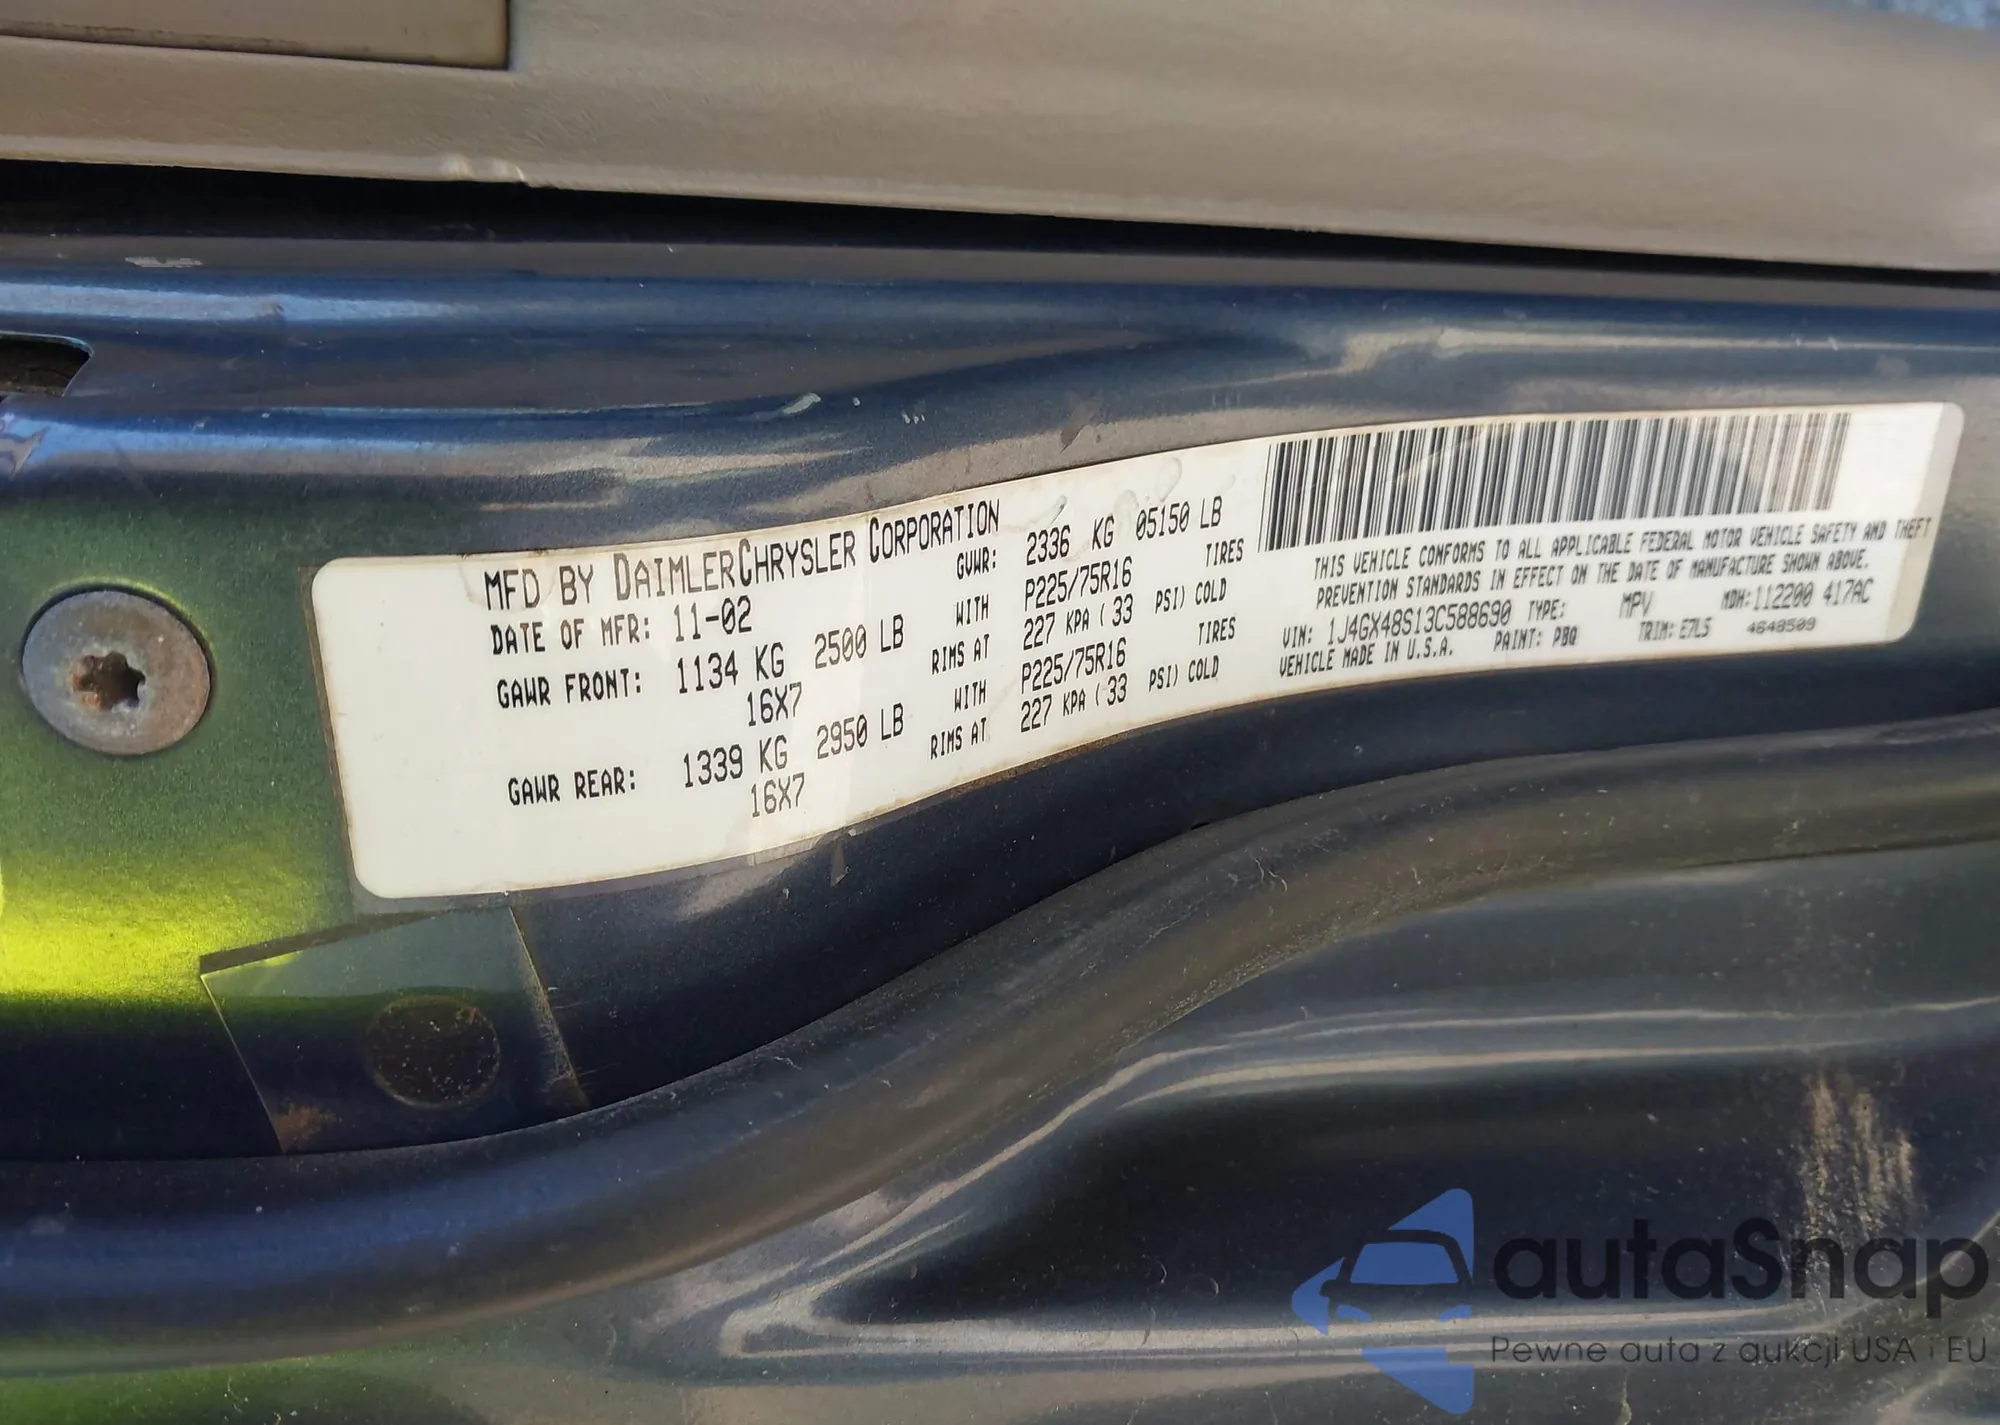 MFD BY DAIMLERCHRYSLER CORPORATION
DATE OF MFR: 11-02 GVWR: 2336 KG 05150 LB
GAWR FRONT: 1134 KG 2500 LB WITH P225/75R16 TIRES
16X7 RIMS AT 227 KPA ( 33 PSI) COLD
GAWR REAR: 1339 KG 2950 LB WITH P225/75R16 TIRES
16X7 RIMS AT 227 KPA ( 33 PSI) COLD
THIS VEHICLE CONFORMS TO ALL APPLICABLE FEDERAL MOTOR VEHICLE SAFETY AND THEFT
PREVENTION STANDARDS IN EFFECT ON THE DATE OF MANUFACTURE SHOWN ABOVE.
VIN: 1J4GX48S13C588690 TYPE: MPV MDH: 112200 417AC
VEHICLE MADE IN U.S.A. PAINT: PBQ TRIM: E7L5 4648509
autaSnap
Pewne auta z aukcji USA i EU